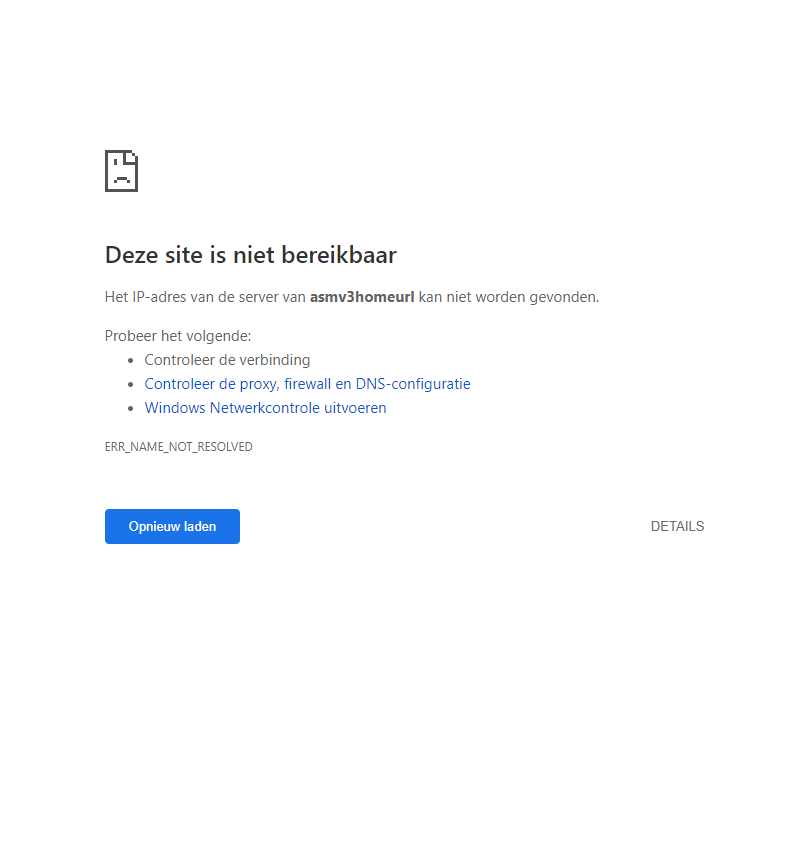 Deze site is niet bereikbaar
Het IP-adres van de server van asmv3homeurl kan niet worden gevonden.
Probeer het volgende:
Controleer de verbinding
Controleer de proxy, firewall en DNS-configuratie
Windows Netwerkcontrole uitvoeren
ERR_NAME_NOT_RESOLVED
Opnieuw laden
DETAILS